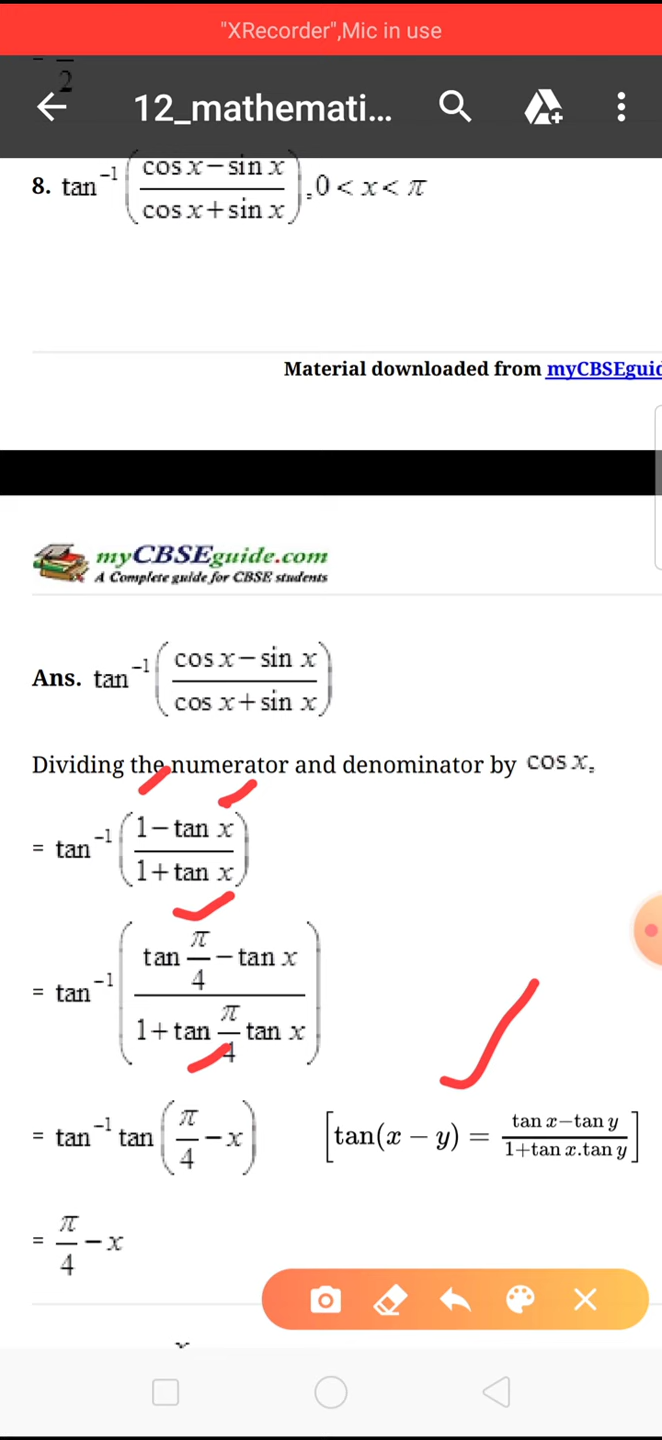 "XRecorder",Mic in use
2
12_mathemati...
8. tan⁻¹((cos x − sin x)/(cos x + sin x)), 0 < x < π
Material downloaded from myCBSEguid
myCBSEguide.com
A Complete guide for CBSE students
Ans. tan⁻¹((cos x − sin x)/(cos x + sin x))
Dividing the numerator and denominator by cos x,
= tan⁻¹((1 − tan x)/(1 + tan x))
= tan⁻¹((tan π/4 − tan x)/(1 + tan π/4 tan x))
= tan⁻¹ tan(π/4 − x) [tan(x − y) = (tan x − tan y)/(1 + tan x.tan y)]
= π/4 − x